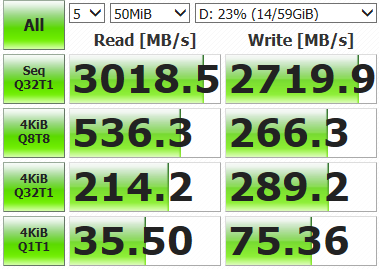 All 5 50MiB D: 23% (14/59GiB)
Read [MB/s] Write [MB/s]
Seq
Q32T1 3018.5 2719.9
4KiB
Q8T8 536.3 266.3
4KiB
Q32T1 214.2 289.2
4KiB
Q1T1 35.50 75.36